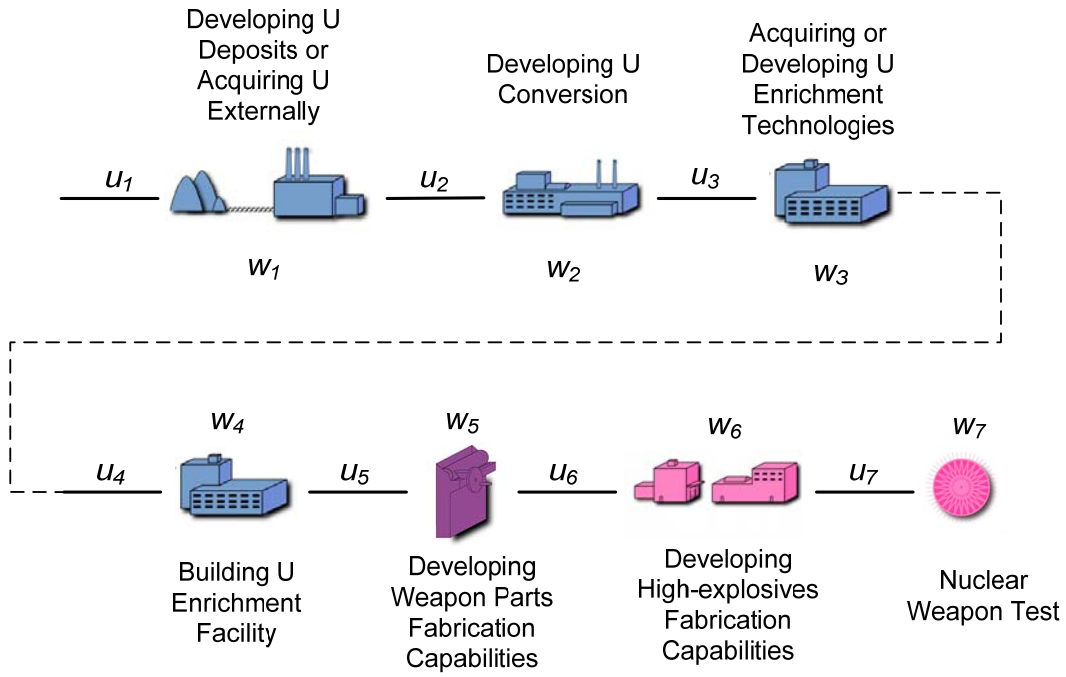 Developing U
Deposits or
Acquiring U
Externally
Developing U
Conversion
Acquiring or
Developing U
Enrichment
Technologies
u1
u2
u3
w1
w2
w3
w4
w5
w6
w7
u4
u5
u6
u7
Building U
Enrichment
Facility
Developing
Weapon Parts
Fabrication
Capabilities
Developing
High-explosives
Fabrication
Capabilities
Nuclear
Weapon Test